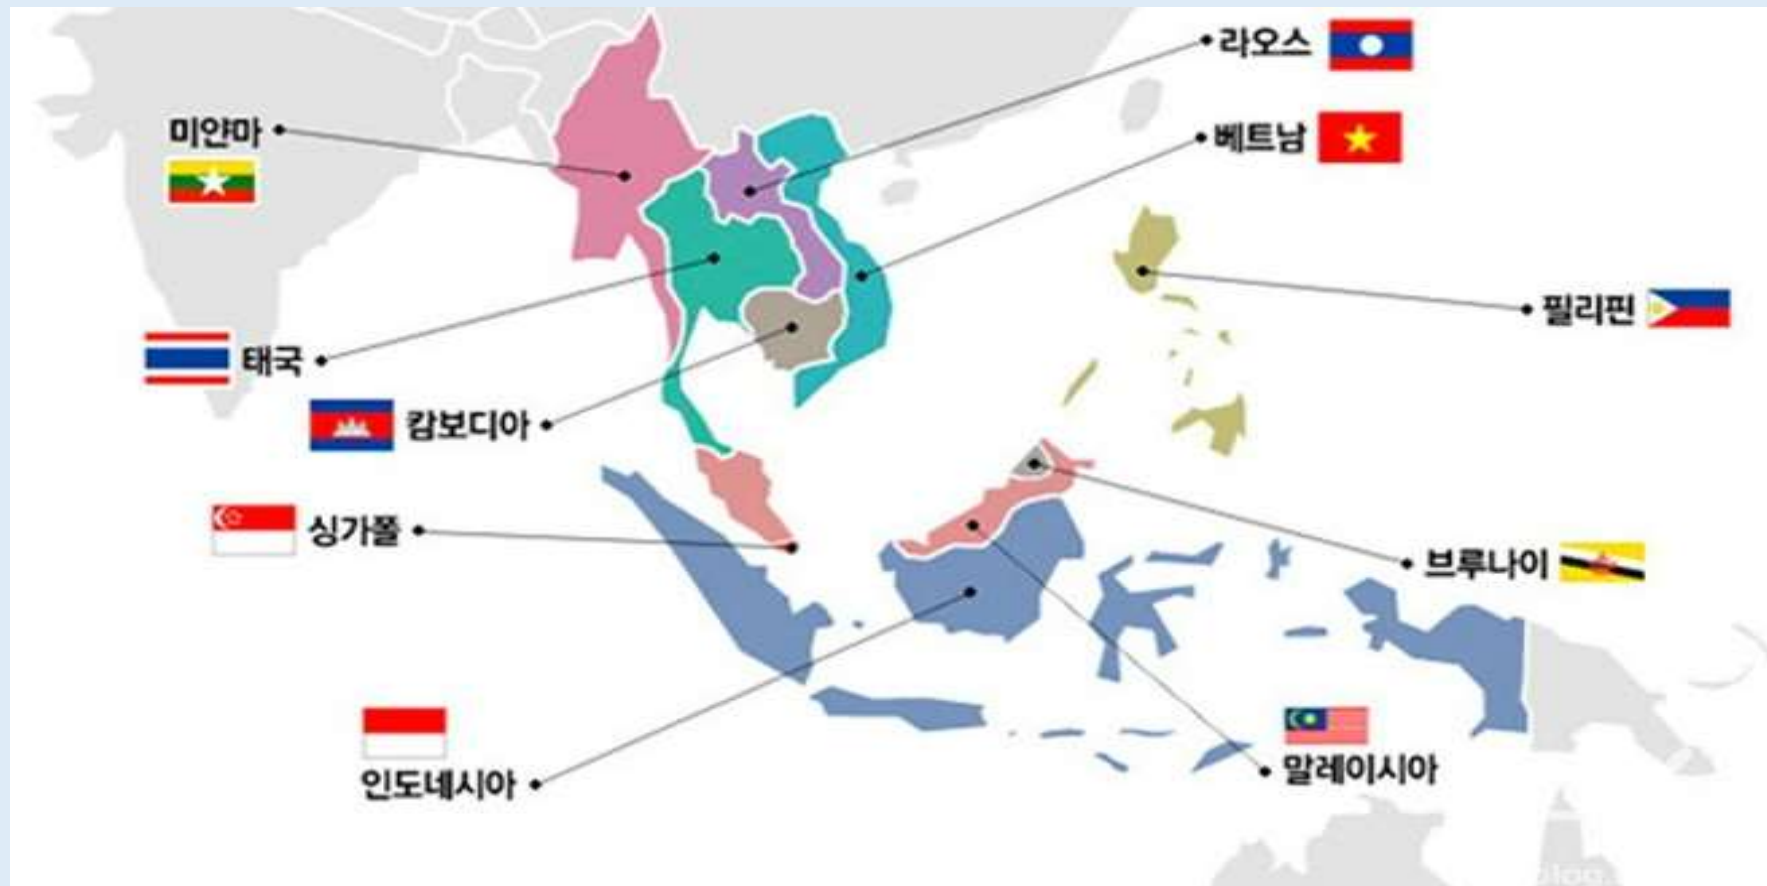 라오스
미얀마
베트남
필리핀
태국
캄보디아
싱가폴
브루나이
인도네시아
말레이시아